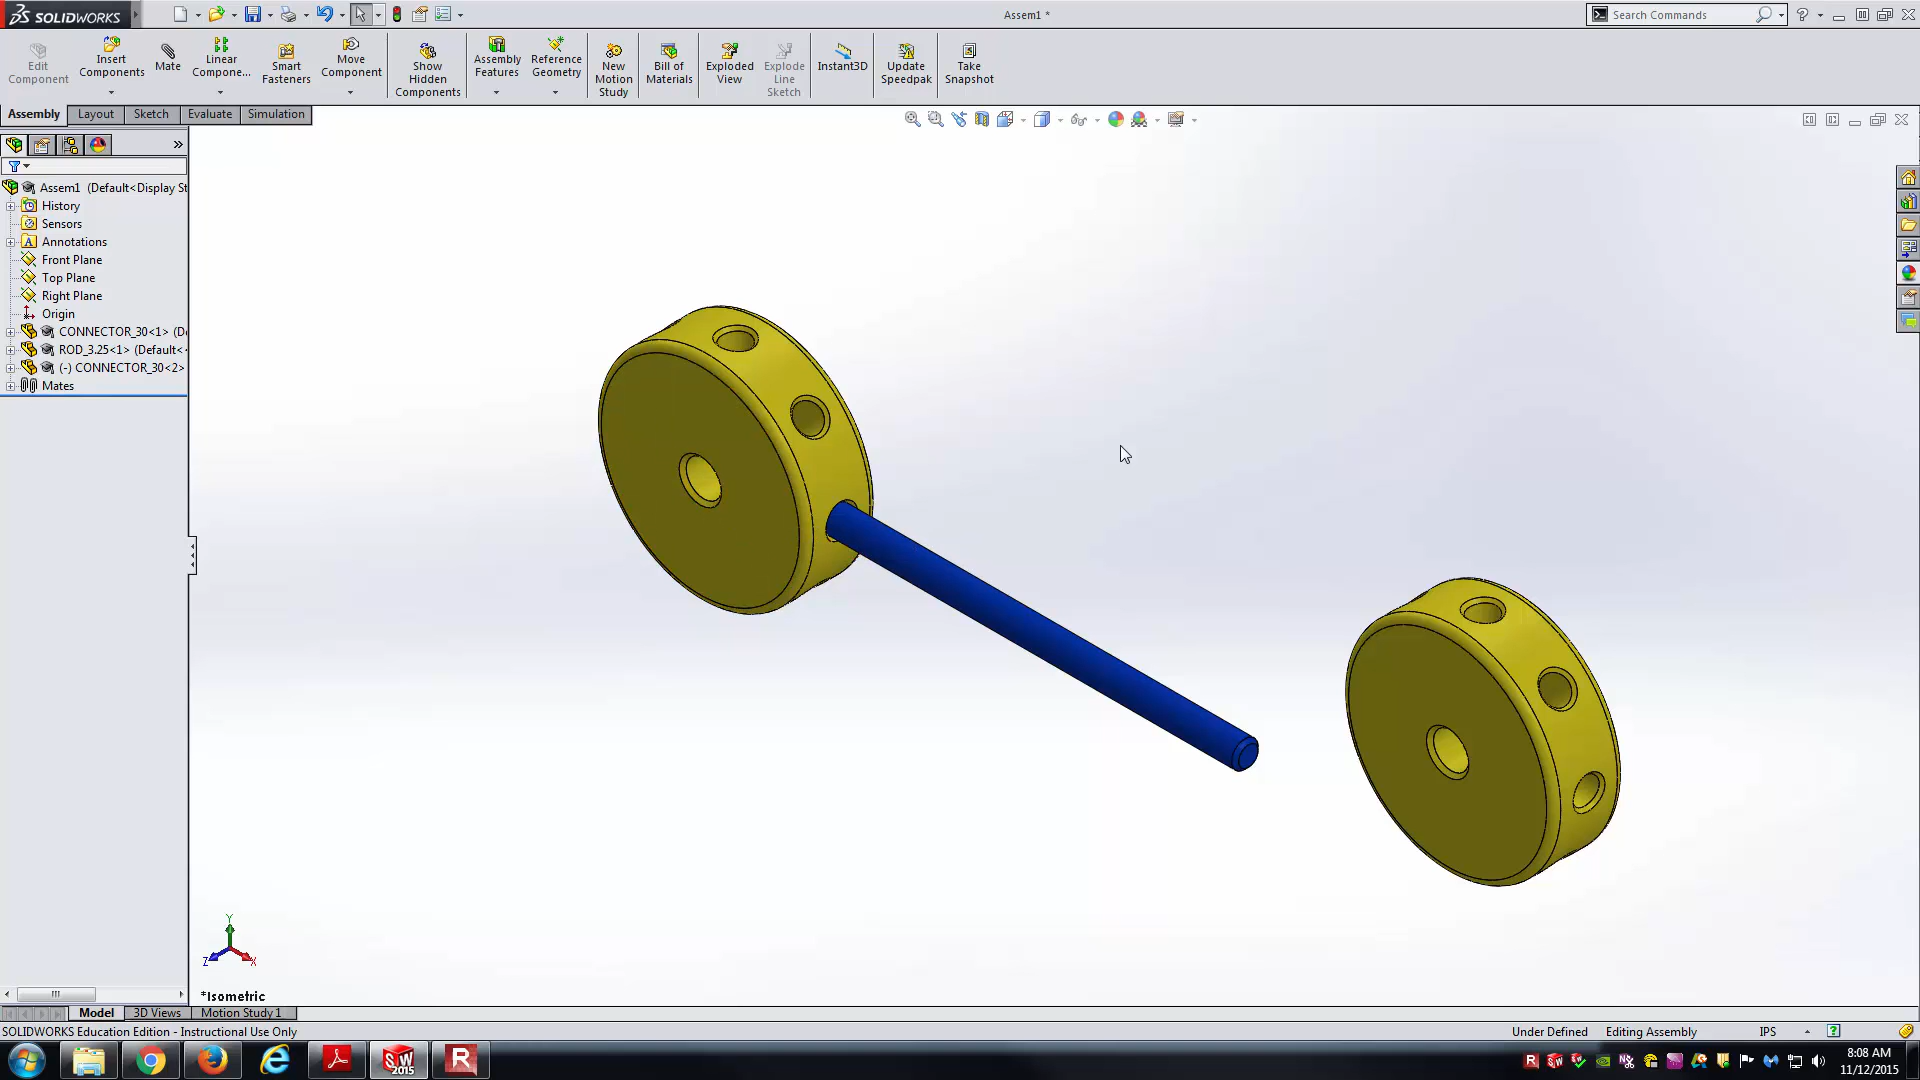 SOLIDWORKS
Assem1 *
Search Commands
Edit Component
Insert Components
Mate
Linear Compone...
Smart Fasteners
Move Component
Show Hidden Components
Assembly Features
Reference Geometry
New Motion Study
Bill of Materials
Exploded View
Explode Line Sketch
Instant3D
Update Speedpak
Take Snapshot
Assembly Layout Sketch Evaluate Simulation
Assem1 (Default<Display St
History
Sensors
A Annotations
Front Plane
Top Plane
Right Plane
Origin
CONNECTOR_30<1> (De
ROD_3.25<1> (Default<
(-) CONNECTOR_30<2>
Mates
Y
Z
X
*Isometric
Model 3D Views Motion Study 1
SOLIDWORKS Education Edition - Instructional Use Only
Under Defined Editing Assembly IPS
SW 2015
R
8:08 AM
11/12/2015